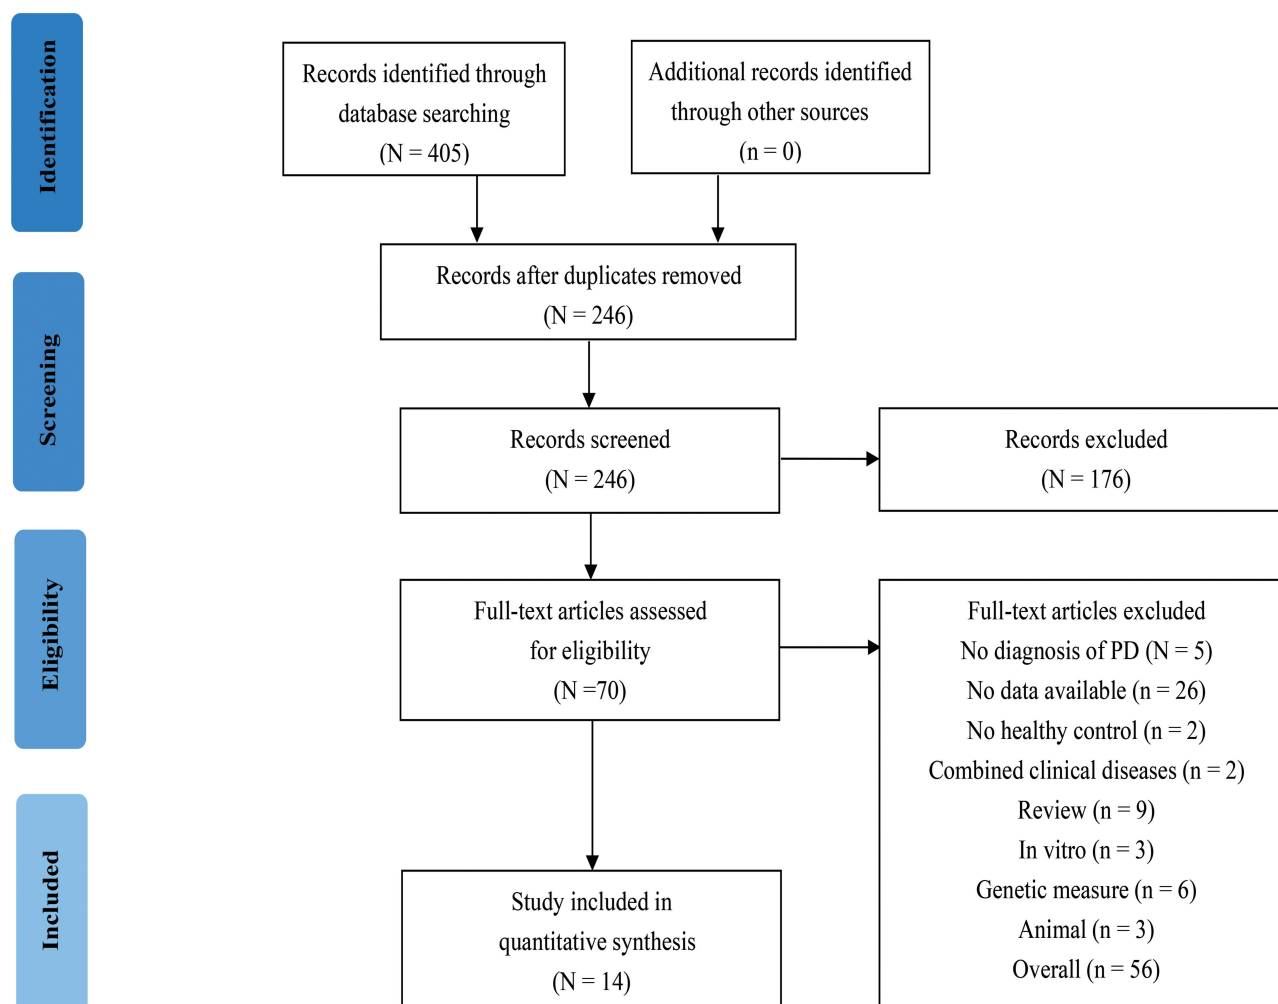 Identification
Records identified through
database searching
(N = 405)
Additional records identified
through other sources
(n = 0)
Records after duplicates removed
(N = 246)
Screening
Records screened
(N = 246)
Records excluded
(N = 176)
Eligibility
Full-text articles assessed
for eligibility
(N =70)
Full-text articles excluded
No diagnosis of PD (N = 5)
No data available (n = 26)
No healthy control (n = 2)
Combined clinical diseases (n = 2)
Review (n = 9)
In vitro (n = 3)
Genetic measure (n = 6)
Animal (n = 3)
Overall (n = 56)
Included
Study included in
quantitative synthesis
(N = 14)